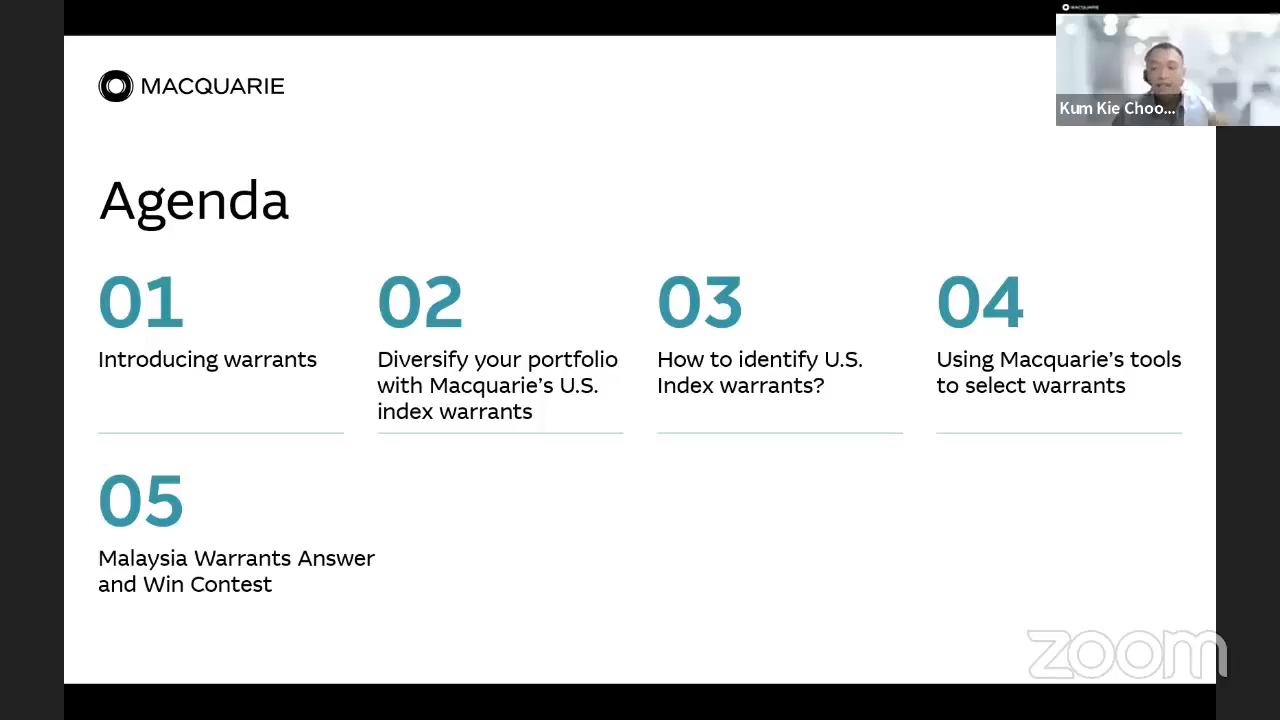 MACQUARIE
MACQUARIE
Kum Kie Choo...
Agenda
01
Introducing warrants
02
Diversify your portfolio
with Macquarie's U.S.
index warrants
03
How to identify U.S.
Index warrants?
04
Using Macquarie's tools
to select warrants
05
Malaysia Warrants Answer
and Win Contest
zoom